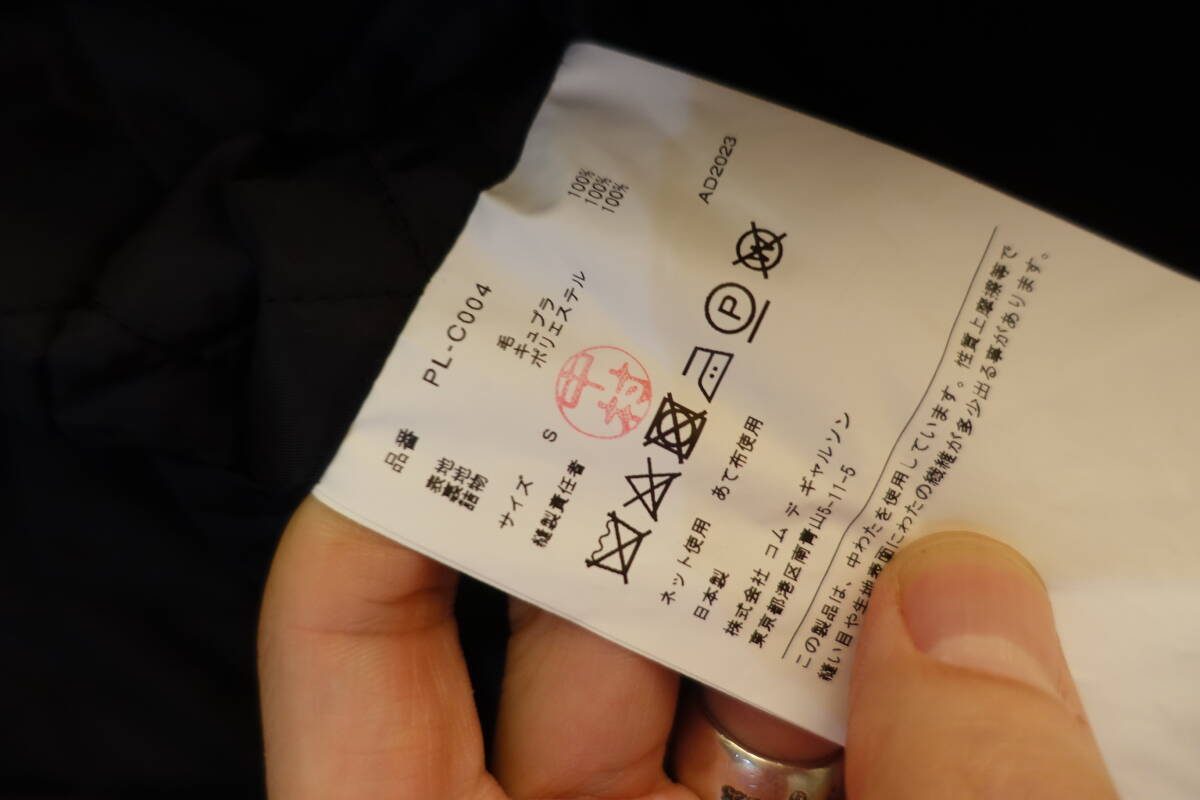 品番 PL-C004
表地 毛 100%
裏地 キュプラ 100%
詰物 ポリエステル 100%
サイズ S
縫製責任者 中村
AD2023
P
W
ネット使用 あて布使用
日本製
株式会社 コム デ ギャルソン
東京都港区南青山5-11-5
この製品は、中わたを使用しています。性質上摩擦等で
縫い目や生地表面にわたの繊維が多少出る事があります。